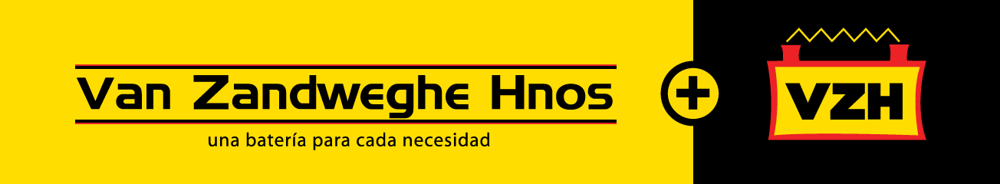 Van Zandweghe Hnos
una batería para cada necesidad
+
VZH